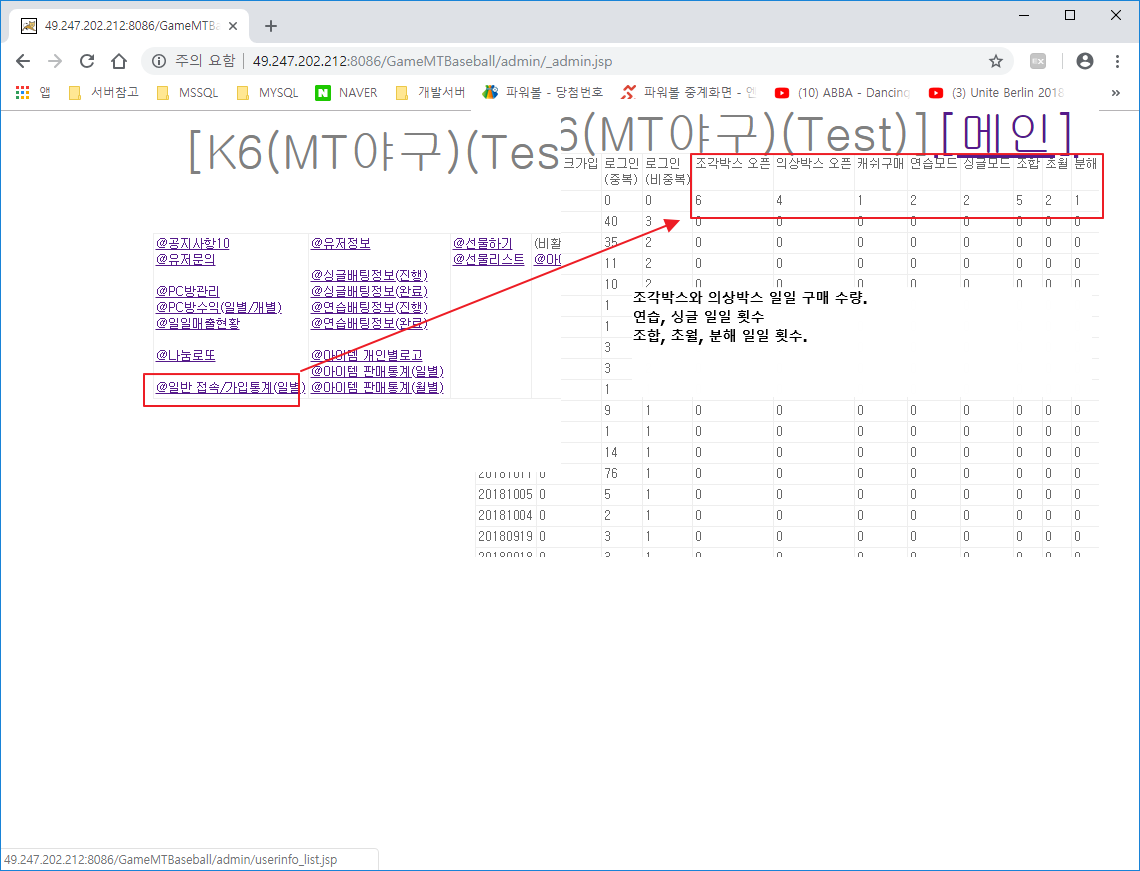 49.247.202.212:8086/GameMTBa
주의 요함 49.247.202.212:8086/GameMTBaseball/admin/_admin.jsp
앱 서버참고 MSSQL MYSQL NAVER 개발서버 파워볼 - 당첨번호 파워볼 중계화면 - (10) ABBA - Dancing (3) Unite Berlin 2018 »
[K6(MT야구)(Tes
6(MT야구)(Test)].[메인].
크가입 로그인 (중복) 로그인 (비중복) 조각박스 오픈 의상박스 오픈 캐쉬구매 연습모드 싱글모드 조합 초월 분해
0 0 6 4 1 2 2 5 2 1
40 3 0 0 0 0 0 0 0 0
35 2 0 0 0 0 0 0 0 0
11 2 0 0 0 0 0 0 0 0
10 2 0 0 0 0 0 0 0 0
1
1
3
3
1
조각박스와 의상박스 일일 구매 수량.
연습, 싱글 일일 횟수
조합, 초월, 분해 일일 횟수.
9 1 0 0 0 0 0 0 0 0
1 1 0 0 0 0 0 0 0 0
14 1 0 0 0 0 0 0 0 0
20181011 0 76 1 0 0 0 0 0 0 0 0
20181005 0 5 1 0 0 0 0 0 0 0 0
20181004 0 2 1 0 0 0 0 0 0 0 0
20180919 0 3 1 0 0 0 0 0 0 0 0
20180918 0 3 1 0 0 0 0 0 0 0 0
@공지사항10 @유저정보 @선물하기 (비활
@유저문의 @선물리스트 @아
@싱글배팅정보(진행)
@PC방관리 @싱글배팅정보(완료)
@PC방수익(일별/개별) @연습배팅정보(진행)
@일일매출현황 @연습배팅정보(완료)
@나눔로또 @아이템 개인별로고
@아이템 판매통계(일별)
@일반 접속/가입통계(일별) @아이템 판매통계(월별)
49.247.202.212:8086/GameMTBaseball/admin/userinfo_list.jsp